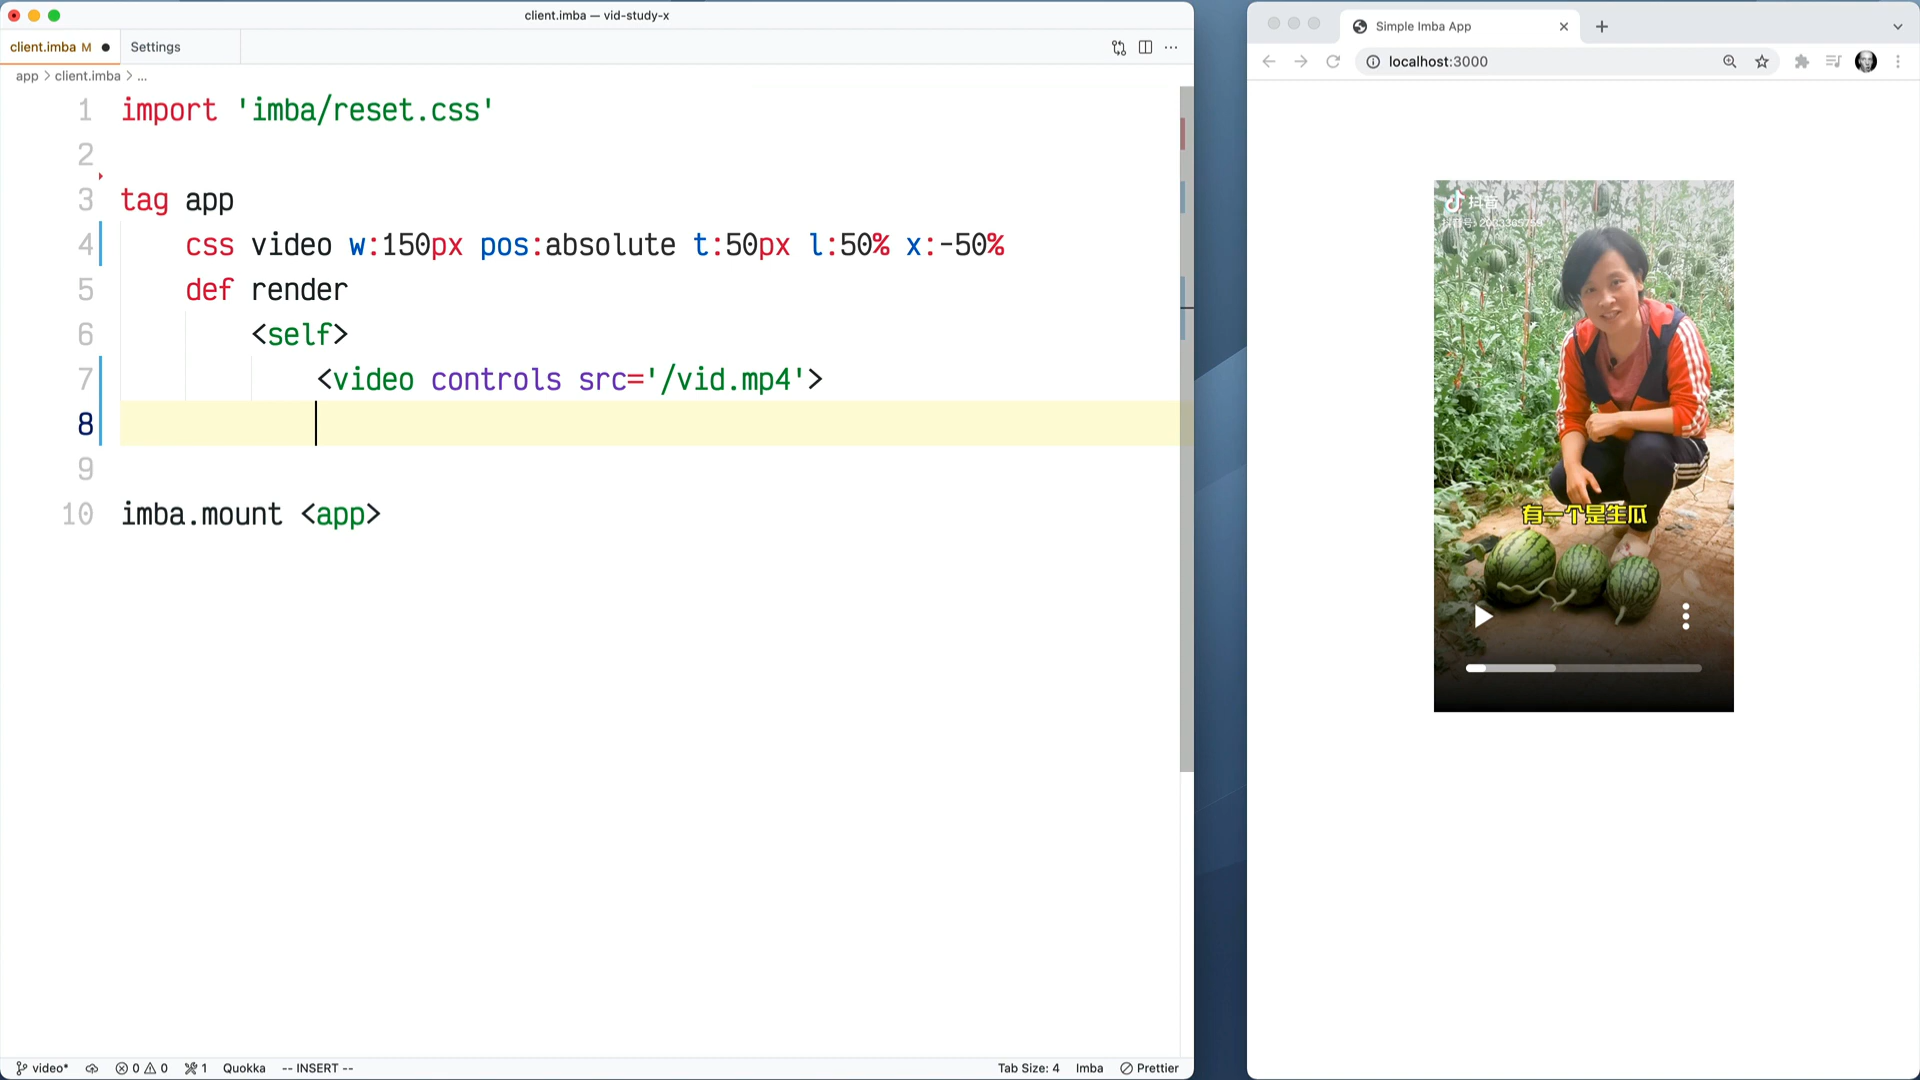 client.imba — vid-study-x
client.imba M
Settings
app > client.imba > ...
1 import 'imba/reset.css'
2
3 tag app
4 css video w:150px pos:absolute t:50px l:50% x:-50%
5 def render
6 <self>
7 <video controls src='/vid.mp4'>
8
9
10 imba.mount <app>
video*
0 0
1
Quokka
-- INSERT --
Tab Size: 4
Imba
Prettier
Simple Imba App
localhost:3000
抖音
有一个是生瓜